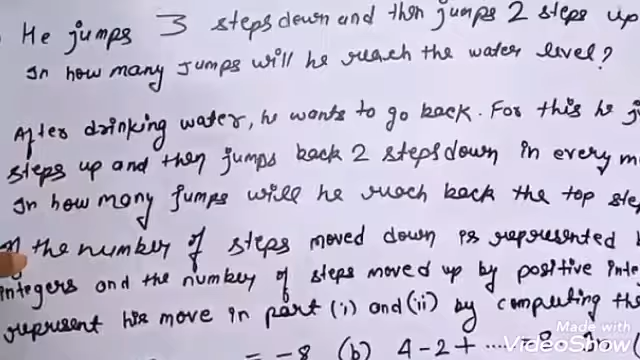 He jumps 3 steps down and then jumps 2 steps up
In how many jumps will he reach the water level?
After drinking water, he wants to go back. For this he
steps up and then jumps back 2 steps down in every
In how many jumps will he reach back the top
the number of steps moved down is represented
integers and the number of steps moved up by positive
represent his move in part (i) and (ii) by completing the
= -8 (b) 4-2+ ....
Made with
VideoShow